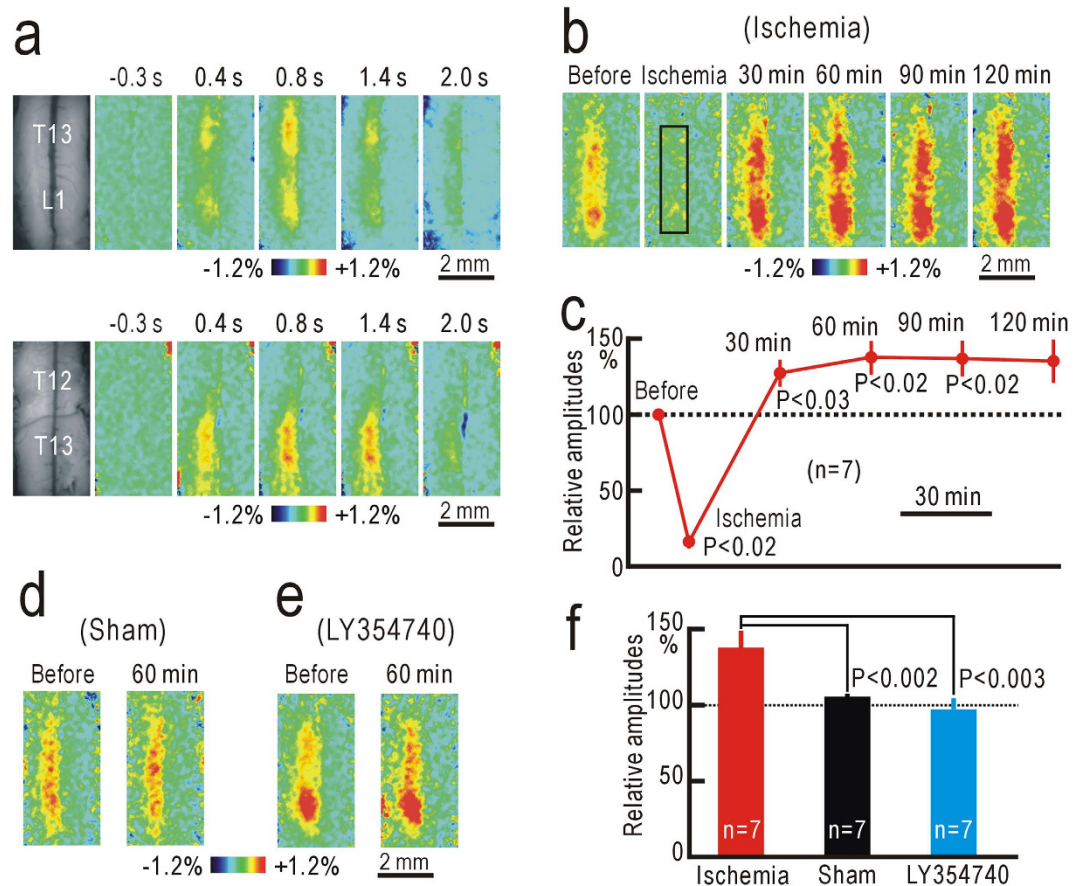 a
-0.3 s 0.4 s 0.8 s 1.4 s 2.0 s
T13
L1
-1.2% +1.2%
2 mm
-0.3 s 0.4 s 0.8 s 1.4 s 2.0 s
T12
T13
-1.2% +1.2%
2 mm
b
(Ischemia)
Before Ischemia 30 min 60 min 90 min 120 min
-1.2% +1.2%
2 mm
c
Relative amplitudes
150
%
100
50
0
Before
Ischemia
P<0.02
30 min
P<0.03
60 min
P<0.02
90 min
P<0.02
120 min
(n=7)
30 min
d
(Sham)
Before 60 min
e
(LY354740)
Before 60 min
-1.2% +1.2%
2 mm
f
Relative amplitudes
150
%
100
50
0
P<0.002 P<0.003
n=7 n=7 n=7
Ischemia Sham LY354740